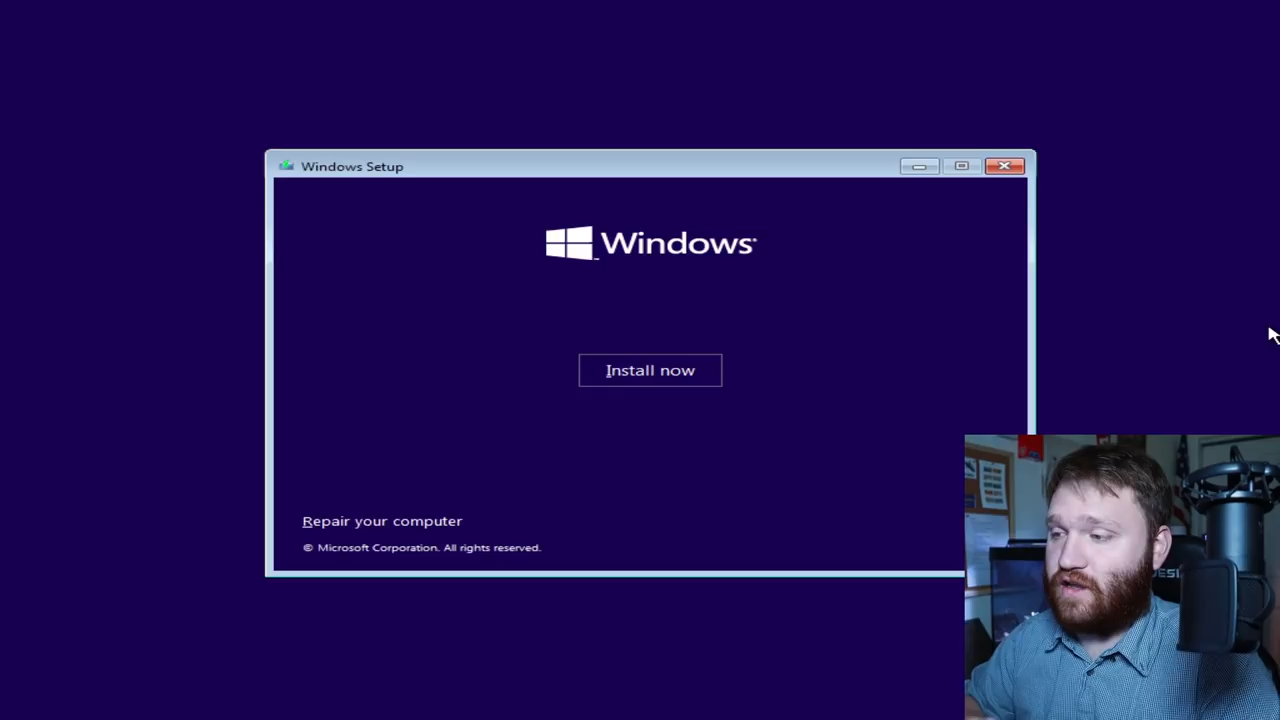 Windows Setup
Windows
Install now
Repair your computer
© Microsoft Corporation. All rights reserved.